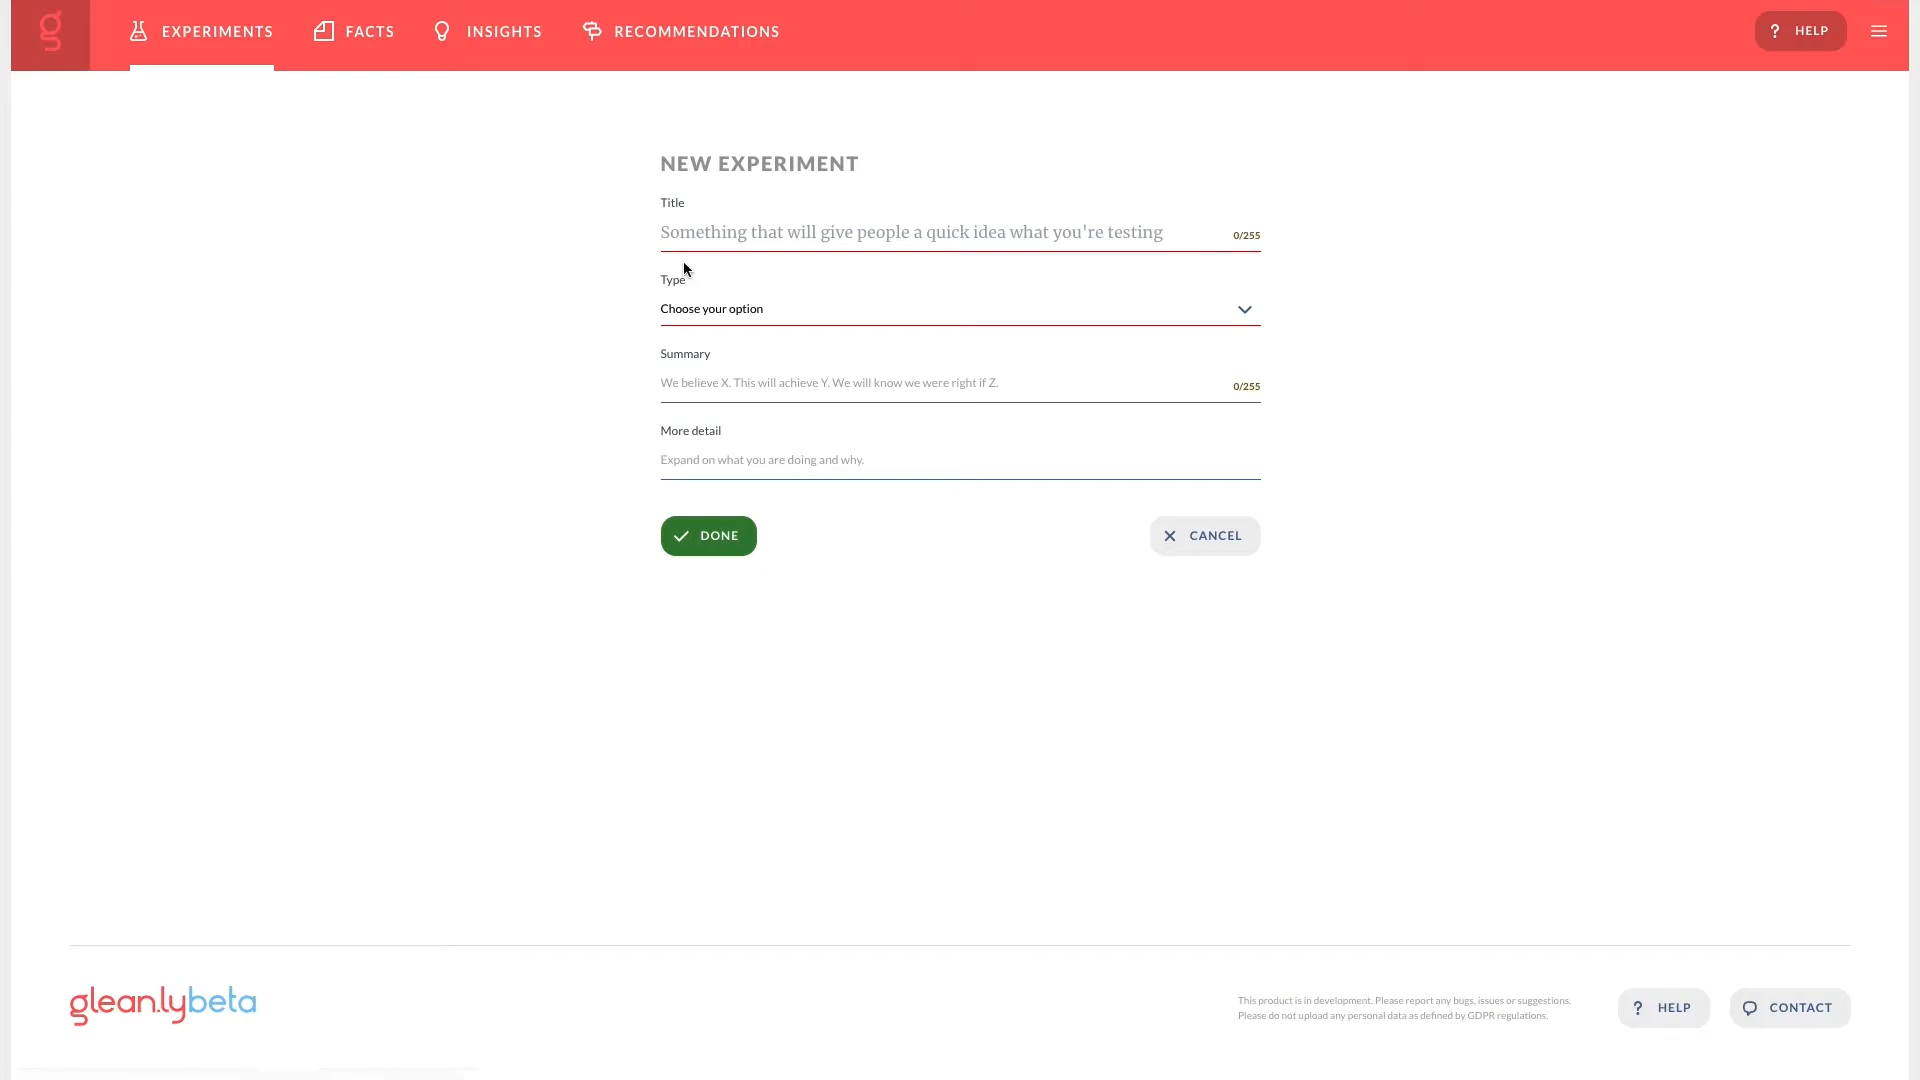 g
EXPERIMENTS
FACTS
INSIGHTS
RECOMMENDATIONS
? HELP
NEW EXPERIMENT
Title
Something that will give people a quick idea what you're testing
0/255
Type
Choose your option
Summary
We believe X. This will achieve Y. We will know we were right if Z.
0/255
More detail
Expand on what you are doing and why.
DONE
CANCEL
glean.lybeta
This product is in development. Please report any bugs, issues or suggestions.
Please do not upload any personal data as defined by GDPR regulations.
? HELP
CONTACT